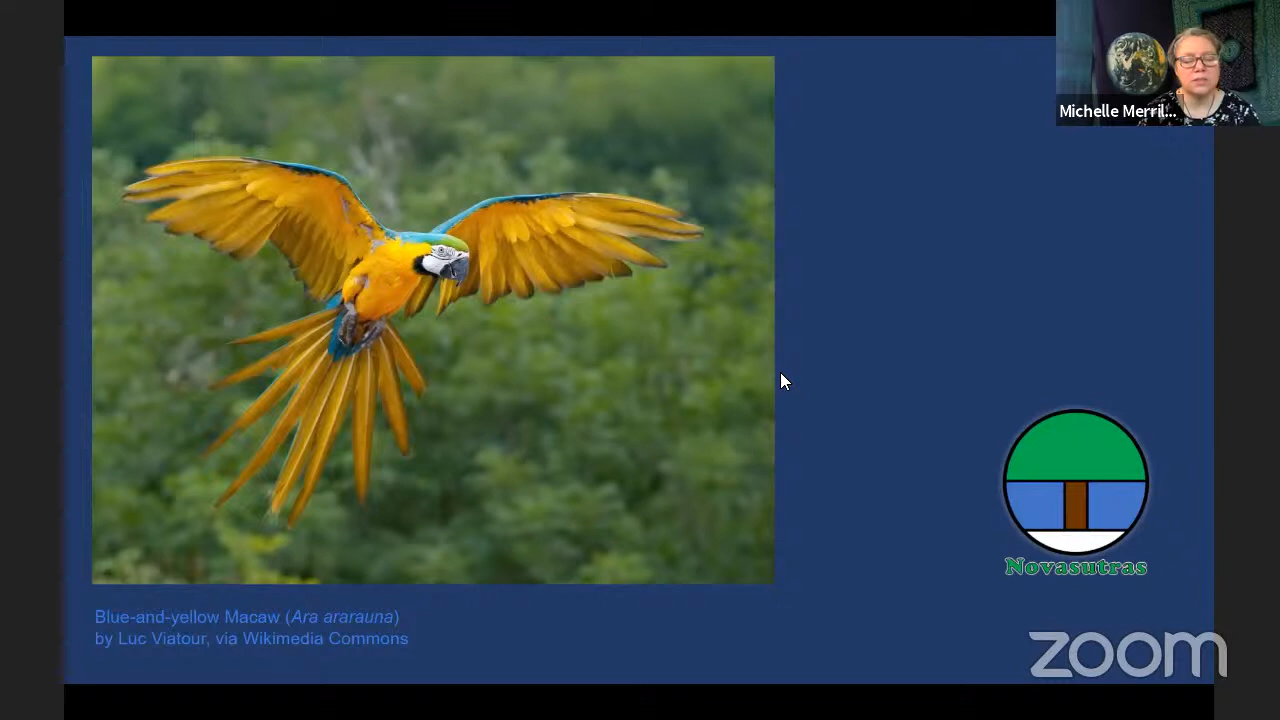 Michelle Merril...
Novasutras
Blue-and-yellow Macaw (Ara ararauna)
by Luc Viatour, via Wikimedia Commons
zoom